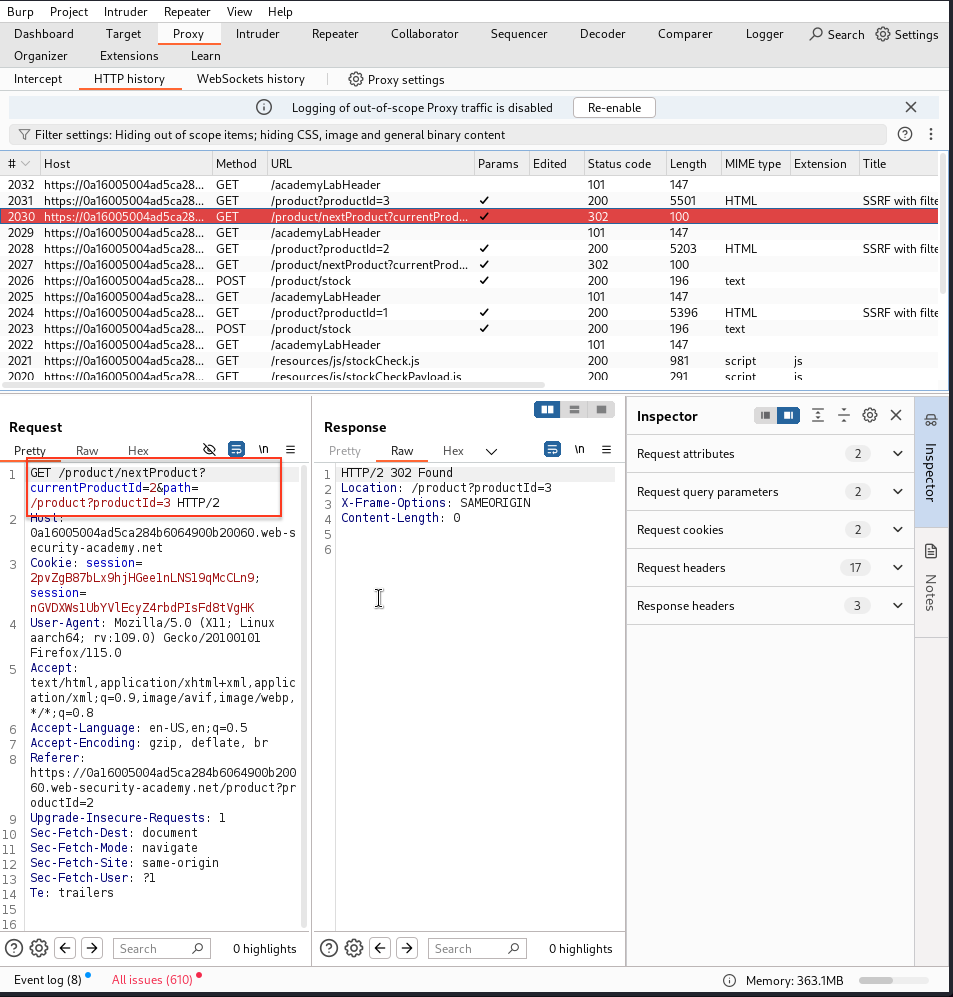 Burp Project Intruder Repeater View Help
Dashboard Target Proxy Intruder Repeater Collaborator Sequencer Decoder Comparer Logger Search Settings
Organizer Extensions Learn
Intercept HTTP history WebSockets history Proxy settings
Logging of out-of-scope Proxy traffic is disabled Re-enable
Filter settings: Hiding out of scope items; hiding CSS, image and general binary content
# Host Method URL Params Edited Status code Length MIME type Extension Title
2032 https://0a16005004ad5ca28... GET /academyLabHeader 101 147
2031 https://0a16005004ad5ca28... GET /product?productId=3 ✓ 200 5501 HTML SSRF with filte
2030 https://0a16005004ad5ca28... GET /product/nextProduct?currentProd... ✓ 302 100
2029 https://0a16005004ad5ca28... GET /academyLabHeader 101 147
2028 https://0a16005004ad5ca28... GET /product?productId=2 ✓ 200 5203 HTML SSRF with filte
2027 https://0a16005004ad5ca28... GET /product/nextProduct?currentProd... ✓ 302 100
2026 https://0a16005004ad5ca28... POST /product/stock ✓ 200 196 text
2025 https://0a16005004ad5ca28... GET /academyLabHeader 101 147
2024 https://0a16005004ad5ca28... GET /product?productId=1 ✓ 200 5396 HTML SSRF with filte
2023 https://0a16005004ad5ca28... POST /product/stock ✓ 200 196 text
2022 https://0a16005004ad5ca28... GET /academyLabHeader 101 147
2021 https://0a16005004ad5ca28... GET /resources/js/stockCheck.js 200 981 script js
2020 https://0a16005004ad5ca28... GET /resources/js/stockCheckPayload.js 200 291 script js
Request
Pretty Raw Hex \n
1 GET /product/nextProduct?
currentProductId=2&path=
/product?productId=3 HTTP/2
2 Host:
0a16005004ad5ca284b6064900b20060.web-s
ecurity-academy.net
3 Cookie: session=
2pvZgB87bLx9hjHGeelnLNSl9qMcCLn9;
session=
nGVDXWslUbYVlEcyZ4rbdPIsFd8tVgHK
4 User-Agent: Mozilla/5.0 (X11; Linux
aarch64; rv:109.0) Gecko/20100101
Firefox/115.0
5 Accept:
text/html,application/xhtml+xml,applic
ation/xml;q=0.9,image/avif,image/webp,
*/*;q=0.8
6 Accept-Language: en-US,en;q=0.5
7 Accept-Encoding: gzip, deflate, br
8 Referer:
https://0a16005004ad5ca284b6064900b200
60.web-security-academy.net/product?pr
oductId=2
9 Upgrade-Insecure-Requests: 1
10 Sec-Fetch-Dest: document
11 Sec-Fetch-Mode: navigate
12 Sec-Fetch-Site: same-origin
13 Sec-Fetch-User: ?1
14 Te: trailers
15
16
Search 0 highlights
Response
Pretty Raw Hex \n
1 HTTP/2 302 Found
2 Location: /product?productId=3
3 X-Frame-Options: SAMEORIGIN
4 Content-Length: 0
5
6
Search 0 highlights
Inspector
Request attributes 2
Request query parameters 2
Request cookies 2
Request headers 17
Response headers 3
Inspector
Notes
Event log (8) All issues (610) Memory: 363.1MB